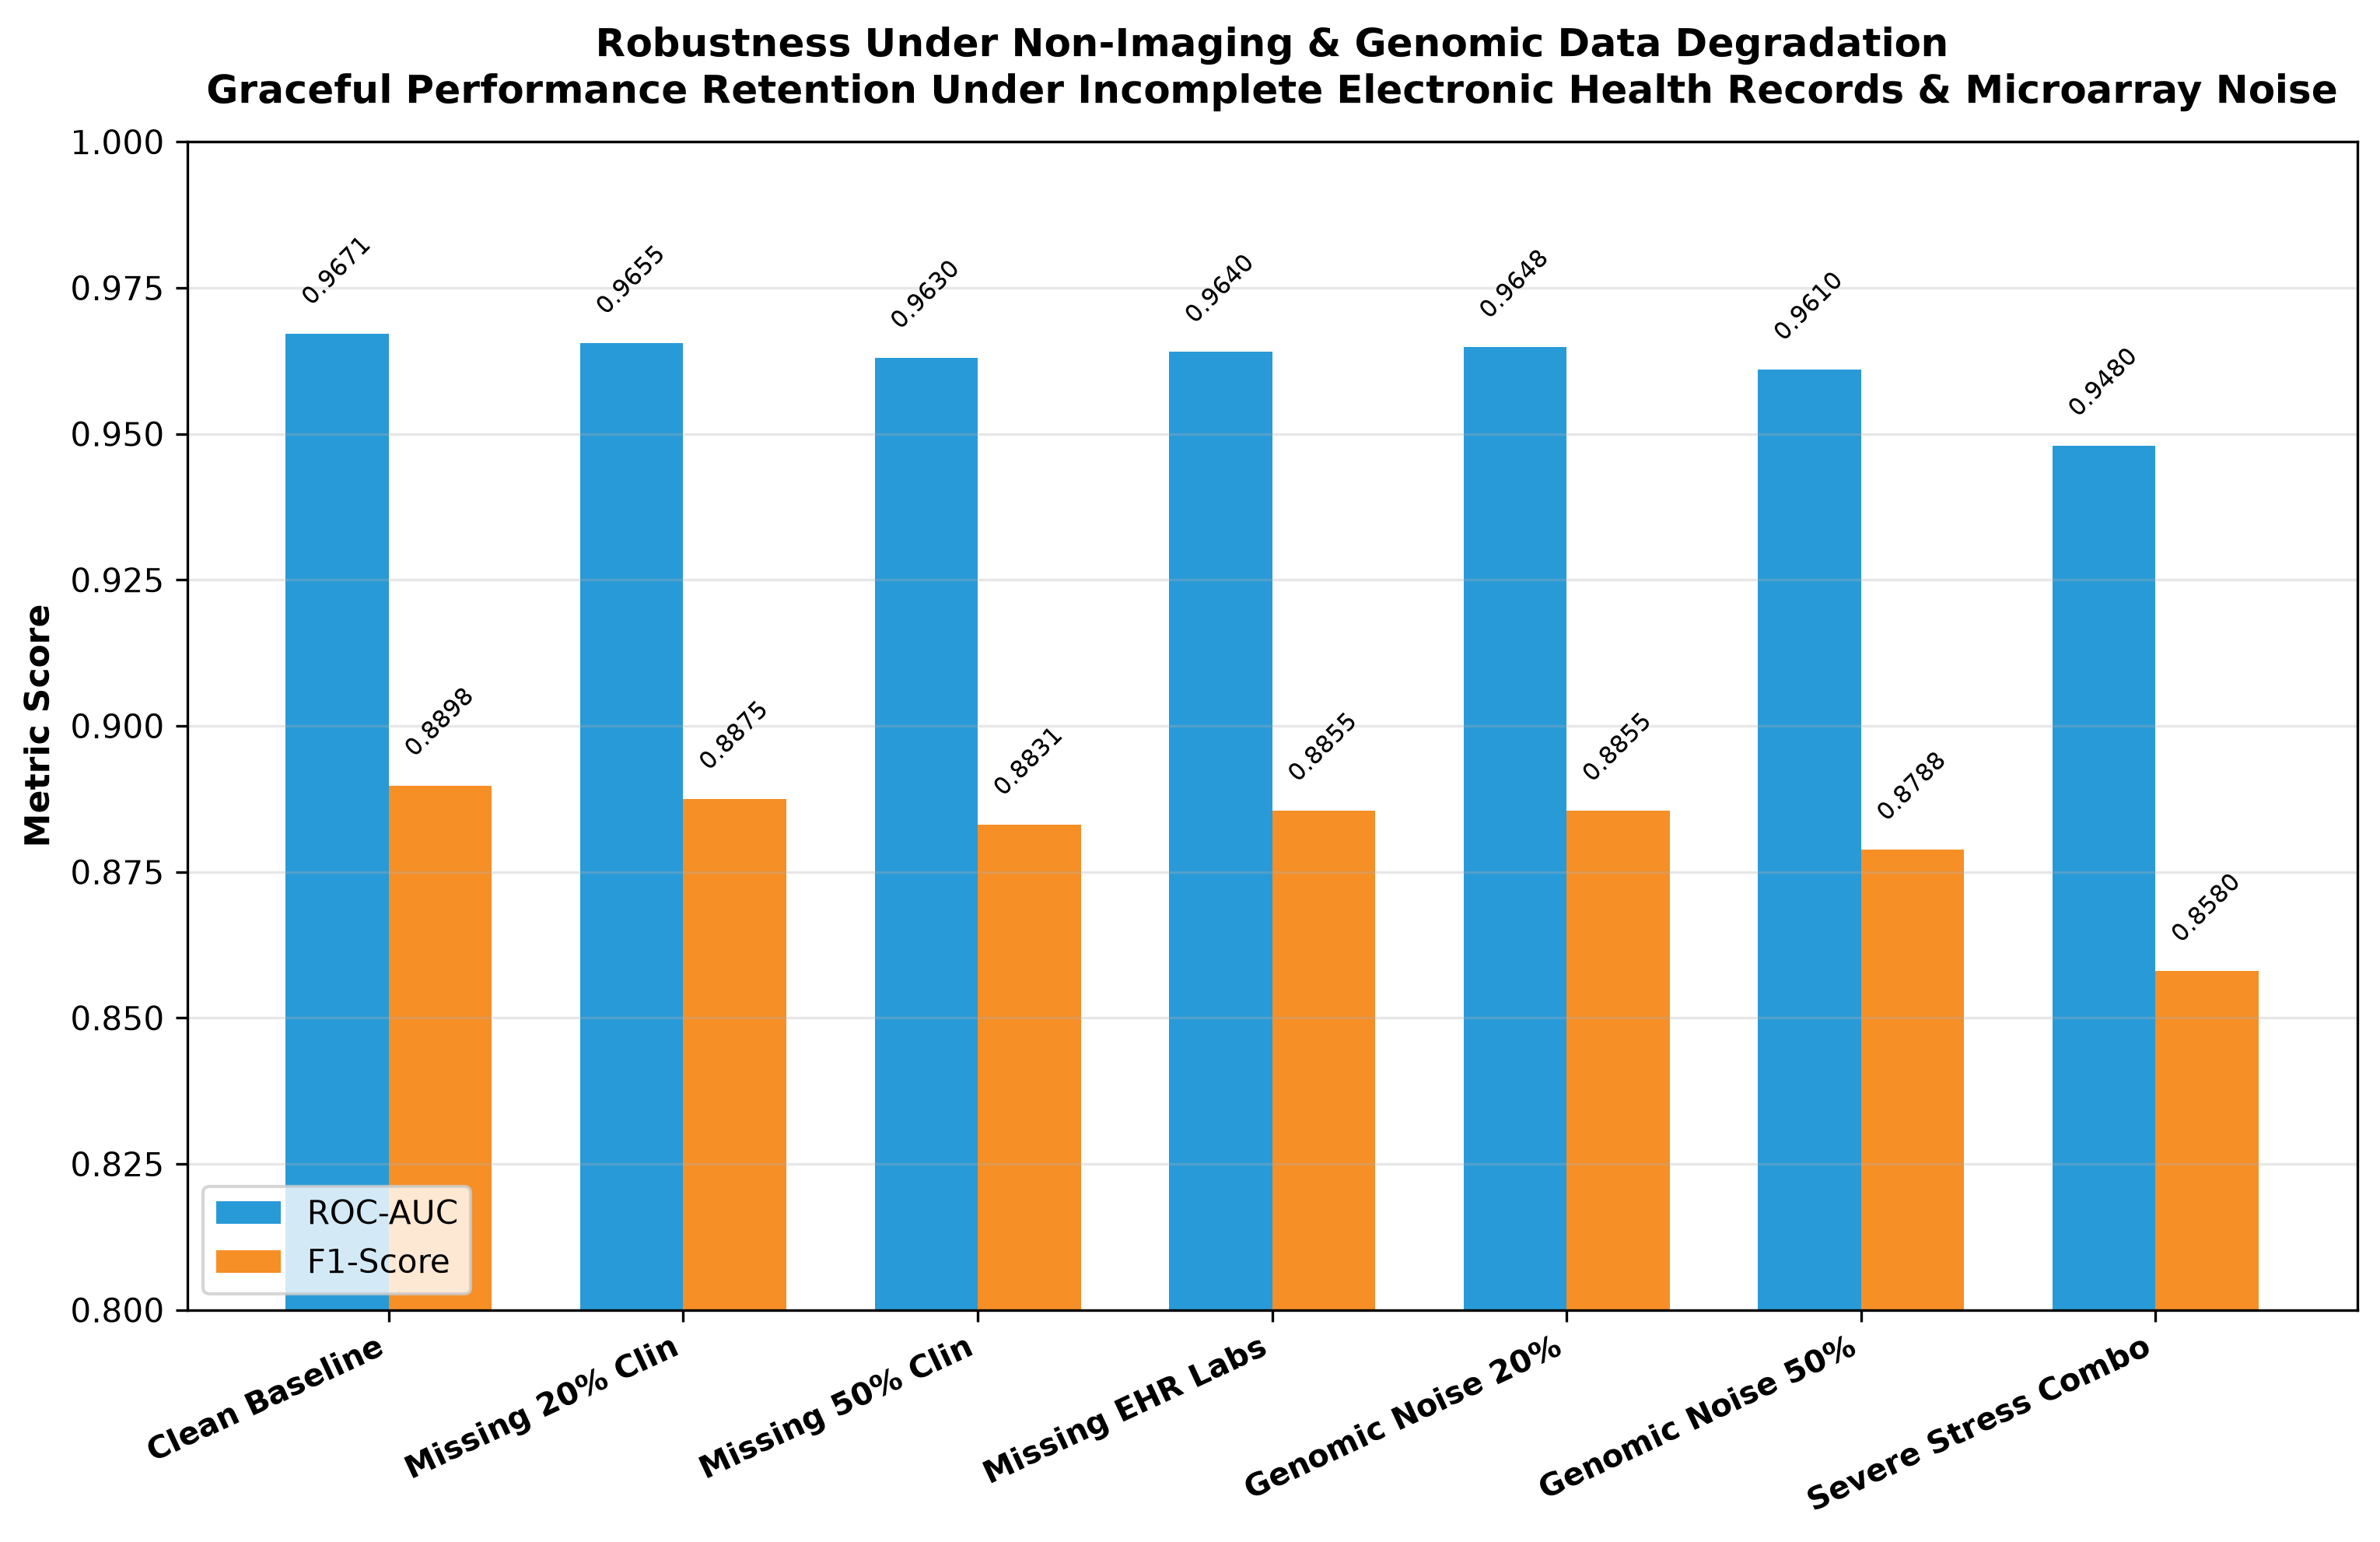 Robustness Under Non-Imaging & Genomic Data Degradation
Graceful Performance Retention Under Incomplete Electronic Health Records & Microarray Noise
Metric Score
1.000
0.975
0.950
0.925
0.900
0.875
0.850
0.825
0.800
0.9671
0.8898
0.9655
0.8875
0.9630
0.8831
0.9640
0.8855
0.9648
0.8855
0.9610
0.8788
0.9480
0.8580
ROC-AUC
F1-Score
Clean Baseline
Missing 20% Clin
Missing 50% Clin
Missing EHR Labs
Genomic Noise 20%
Genomic Noise 50%
Severe Stress Combo